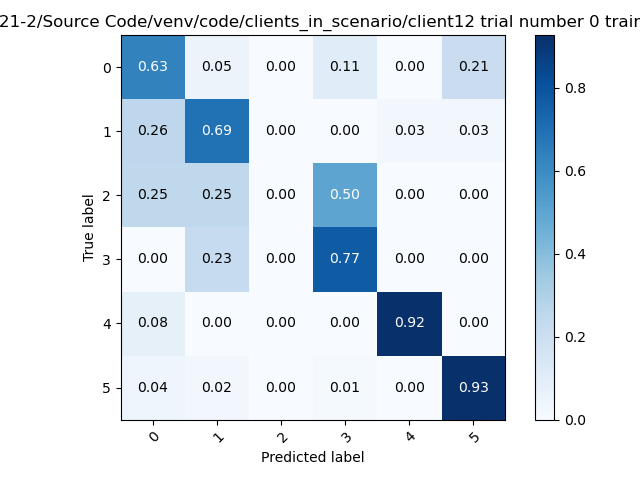 21-2/Source Code/venv/code/clients_in_scenario/client12 trial number 0 train
0 0.63 0.05 0.00 0.11 0.00 0.21
1 0.26 0.69 0.00 0.00 0.03 0.03
2 0.25 0.25 0.00 0.50 0.00 0.00
3 0.00 0.23 0.00 0.77 0.00 0.00
4 0.08 0.00 0.00 0.00 0.92 0.00
5 0.04 0.02 0.00 0.01 0.00 0.93
0 1 2 3 4 5
True label
Predicted label
0.8
0.6
0.4
0.2
0.0